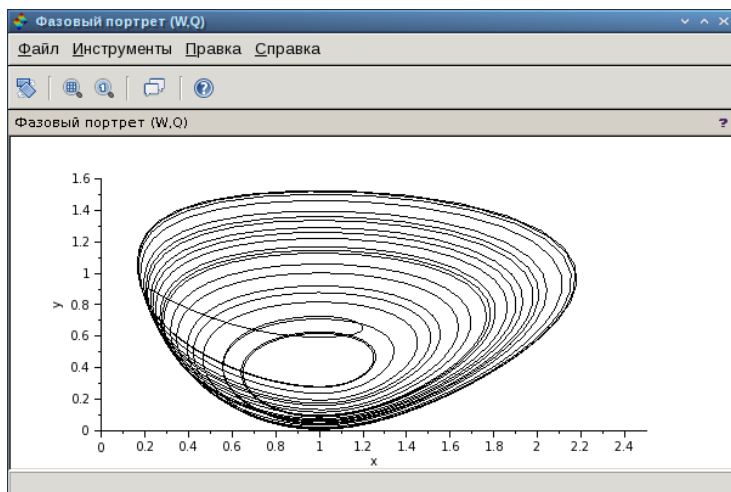 Фазовый портрет (W,Q)
Файл Инструменты Правка Справка
Фазовый портрет (W,Q) ?
1.6
1.4
1.2
1
0.8
0.6
0.4
0.2
0
y
0 0.2 0.4 0.6 0.8 1 1.2 1.4 1.6 1.8 2 2.2 2.4
x